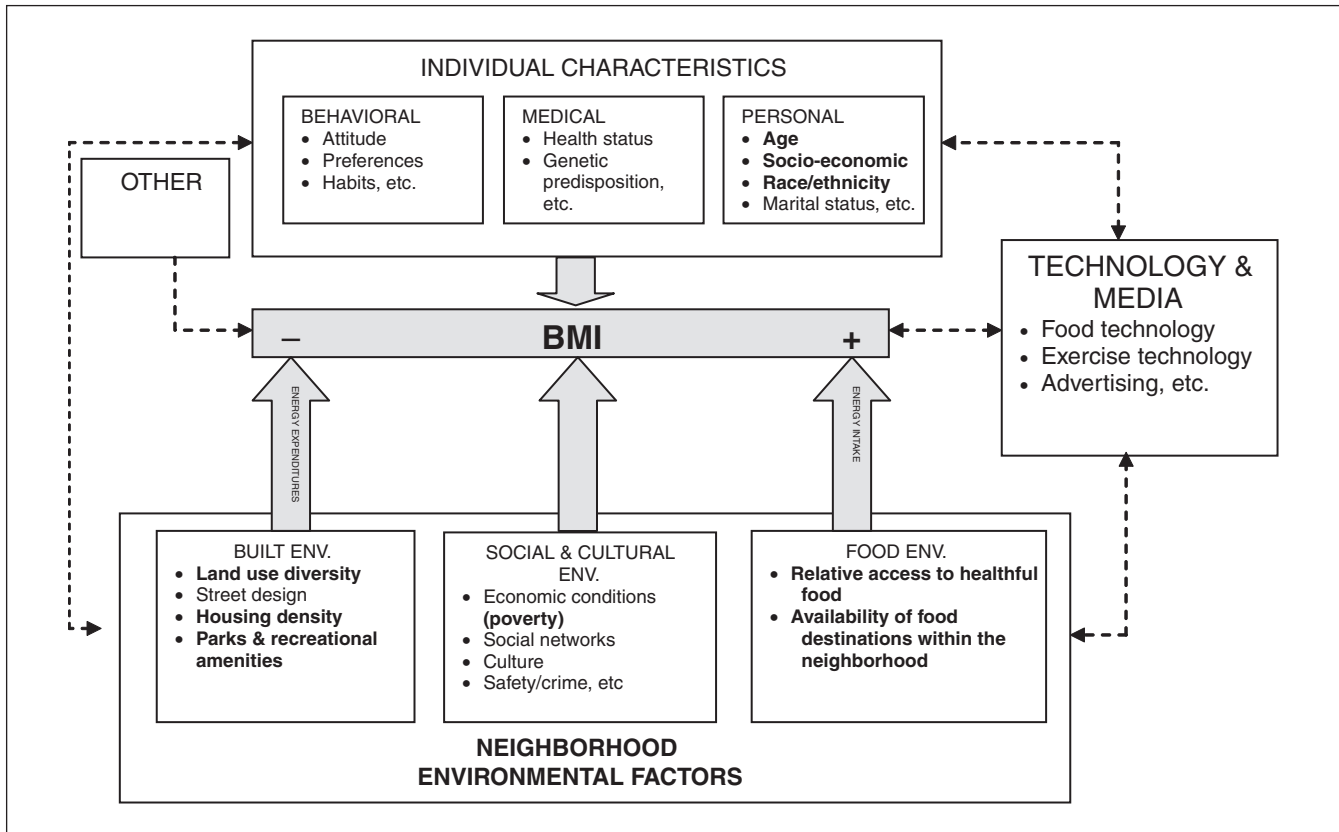 INDIVIDUAL CHARACTERISTICS
BEHAVIORAL
• Attitude
• Preferences
• Habits, etc.
MEDICAL
• Health status
• Genetic
predisposition,
etc.
PERSONAL
• Age
• Socio-economic
• Race/ethnicity
• Marital status, etc.
OTHER
TECHNOLOGY &
MEDIA
• Food technology
• Exercise technology
• Advertising, etc.
– BMI +
ENERGY EXPENDITURES
ENERGY INTAKE
BUILT ENV.
• Land use diversity
• Street design
• Housing density
• Parks & recreational
amenities
SOCIAL & CULTURAL
ENV.
• Economic conditions
(poverty)
• Social networks
• Culture
• Safety/crime, etc
FOOD ENV.
• Relative access to healthful
food
• Availability of food
destinations within the
neighborhood
NEIGHBORHOOD
ENVIRONMENTAL FACTORS